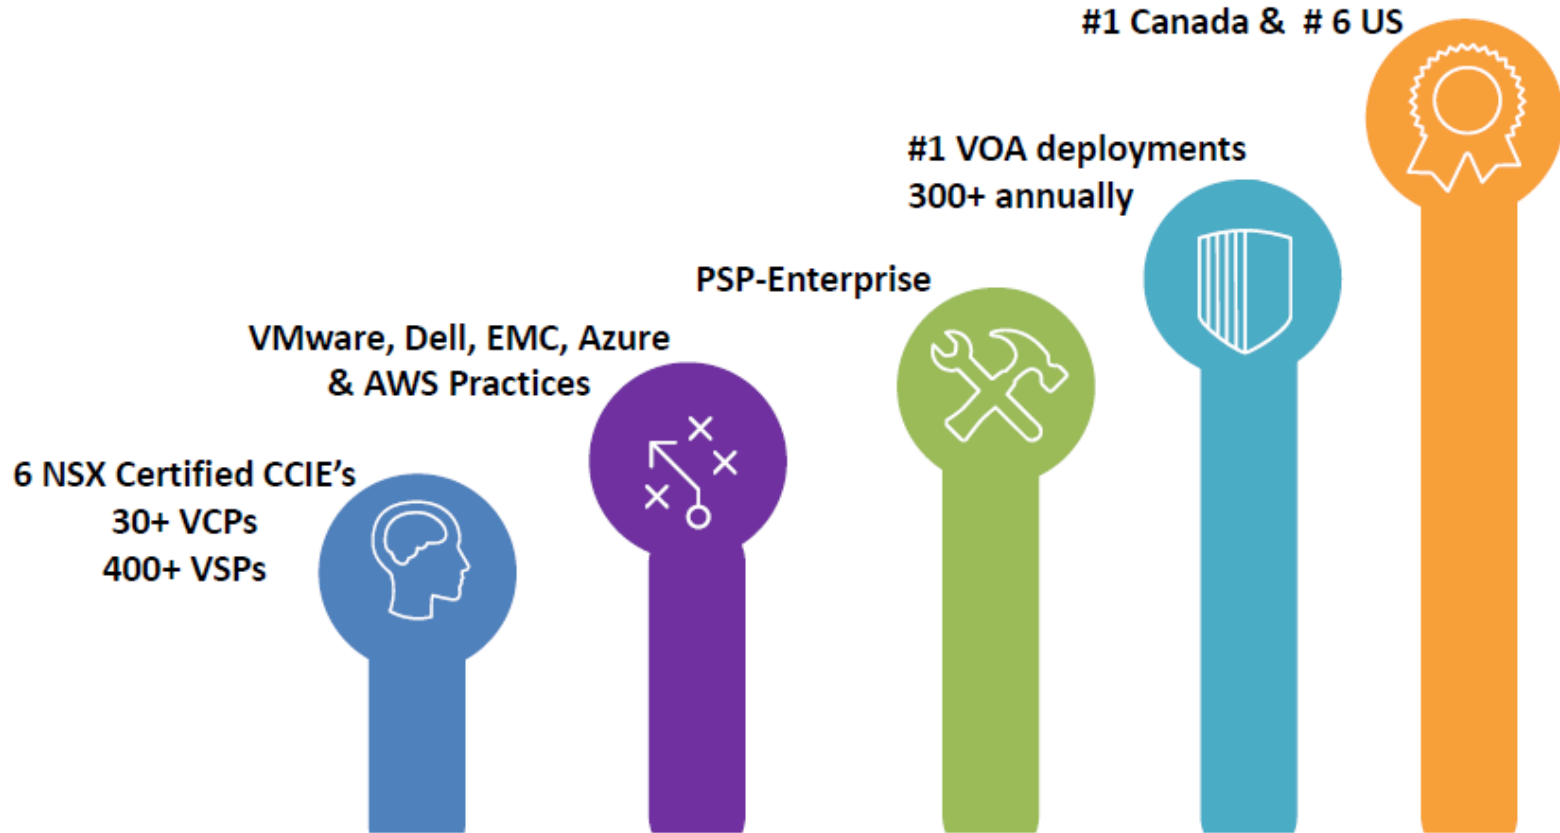 #1 Canada & # 6 US
#1 VOA deployments
300+ annually
PSP-Enterprise
VMware, Dell, EMC, Azure
& AWS Practices
6 NSX Certified CCIE’s
30+ VCPs
400+ VSPs